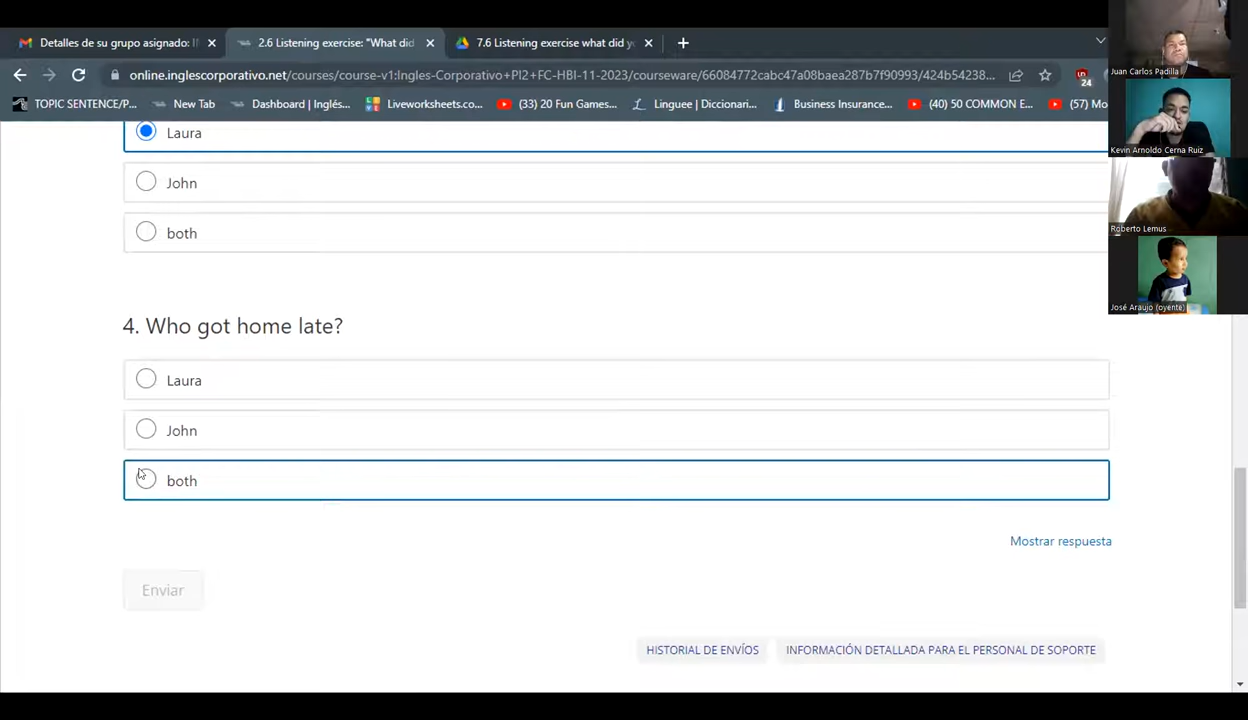 Detalles de su grupo asignado: I
2.6 Listening exercise: "What did
7.6 Listening exercise what did yo
online.inglescorporativo.net/courses/course-v1:Ingles-Corporativo+PI2+FC-HBI-11-2023/courseware/66084772cabc47a08baea287b7f90993/424b54238...
24
TOPIC SENTENCE/P...
New Tab
Dashboard | Inglés...
Liveworksheets.co...
(33) 20 Fun Games...
Linguee | Diccionari...
Business Insurance...
(40) 50 COMMON E...
(57) Mo
Juan Carlos Padilla
Kevin Arnoldo Cerna Ruiz
Roberto Lemus
José Araujo (oyente)
Laura
John
both
4. Who got home late?
Laura
John
both
Mostrar respuesta
Enviar
HISTORIAL DE ENVÍOS
INFORMACIÓN DETALLADA PARA EL PERSONAL DE SOPORTE